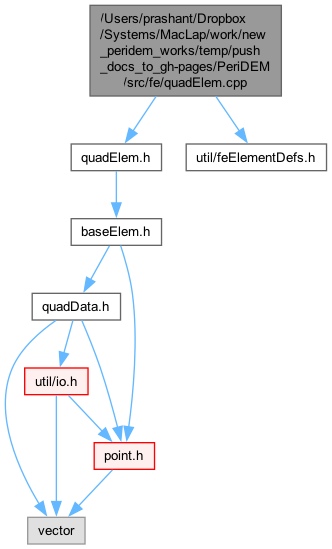 /Users/prashant/Dropbox
/Systems/MacLap/work/new
_peridem_works/temp/push
_docs_to_gh-pages/PeriDEM
/src/fe/quadElem.cpp
quadElem.h
util/feElementDefs.h
baseElem.h
quadData.h
util/io.h
point.h
vector